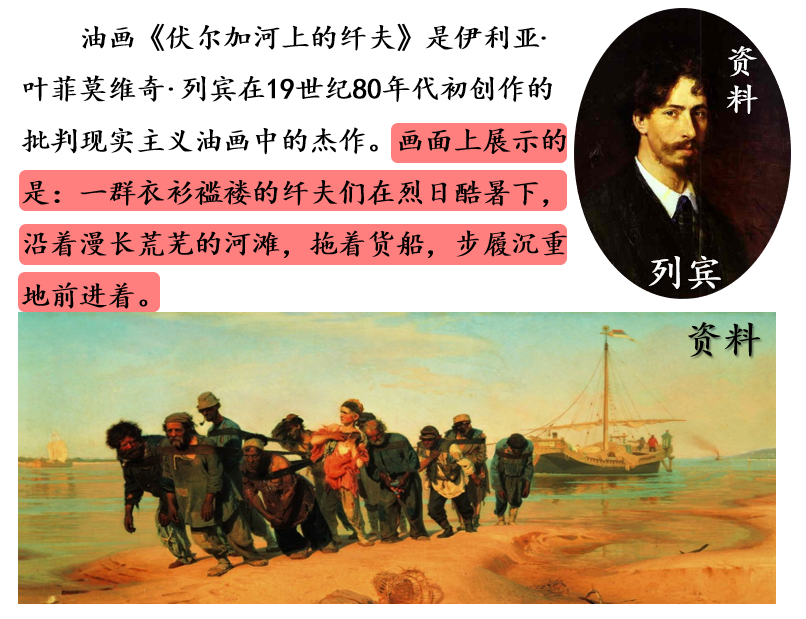 油画《伏尔加河上的纤夫》是伊利亚·
叶菲莫维奇·列宾在19世纪80年代初创作的
批判现实主义油画中的杰作。画面上展示的
是：一群衣衫褴褛的纤夫们在烈日酷暑下，
沿着漫长荒芜的河滩，拖着货船，步履沉重
地前进着。
资料
列宾
资料